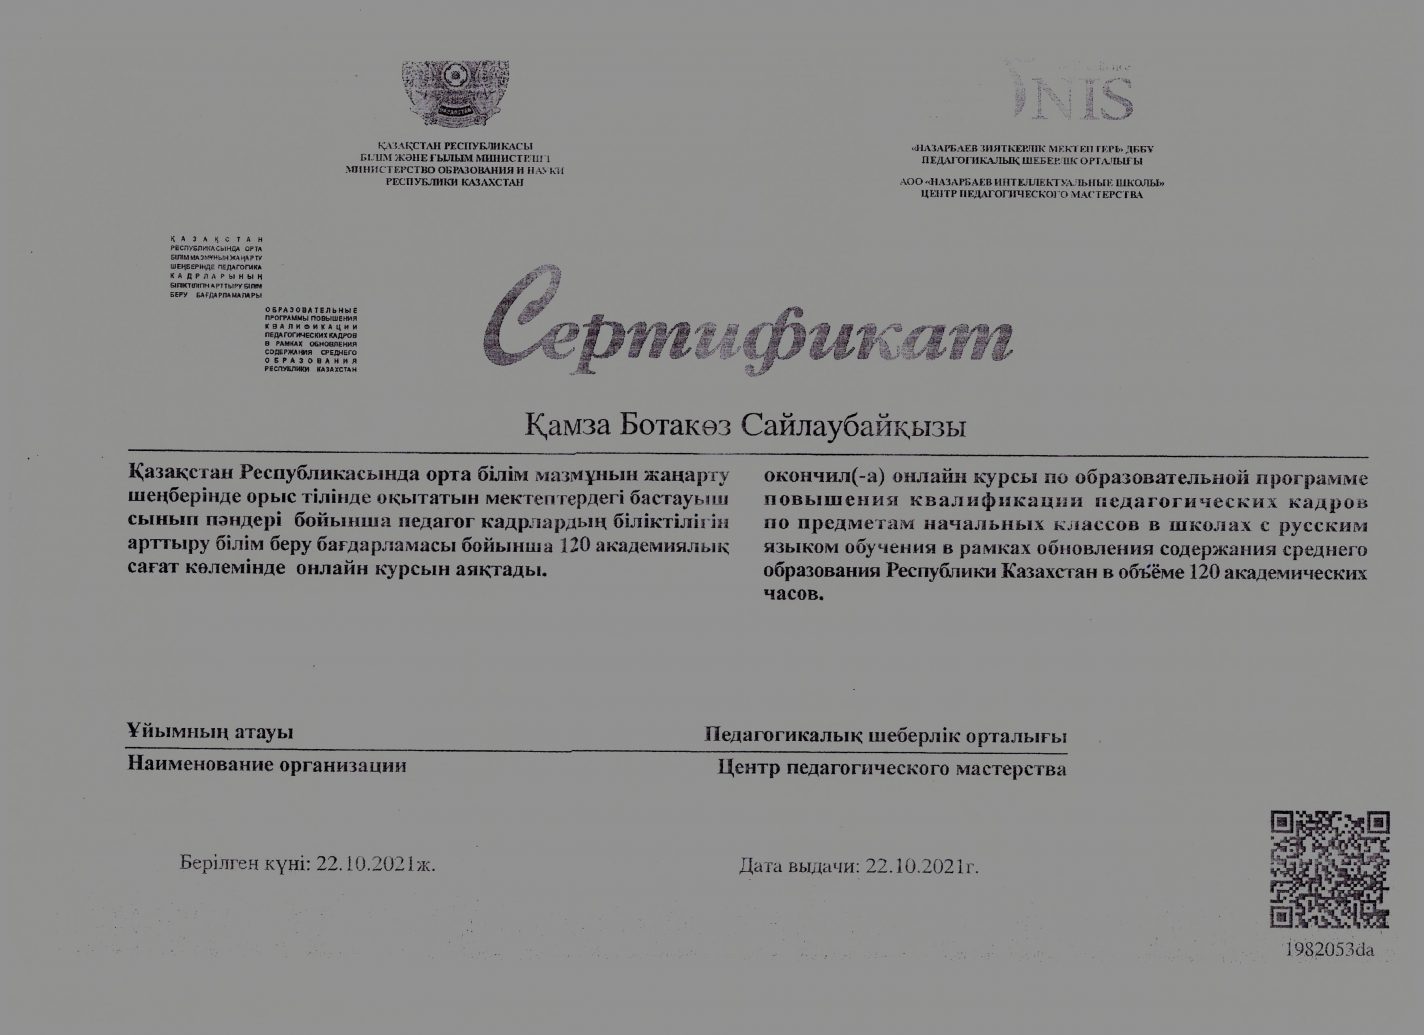 ҚАЗАҚСТАН
ҚАЗАҚСТАН РЕСПУБЛИКАСЫ
БІЛІМ ЖӘНЕ ҒЫЛЫМ МИНИСТРЛІГІ
МИНИСТЕРСТВО ОБРАЗОВАНИЯ И НАУКИ
РЕСПУБЛИКИ КАЗАХСТАН
NIS
«НАЗАРБАЕВ ЗИЯТКЕРЛІК МЕКТЕПТЕРІ» ДББҰ
ПЕДАГОГИКАЛЫҚ ШЕБЕРЛІК ОРТАЛЫҒЫ
АОО «НАЗАРБАЕВ ИНТЕЛЛЕКТУАЛЬНЫЕ ШКОЛЫ»
ЦЕНТР ПЕДАГОГИЧЕСКОГО МАСТЕРСТВА
ҚАЗАҚСТАН
РЕСПУБЛИКАСЫНДА ОРТА
БІЛІМ МАЗМҰНЫН ЖАҢАРТУ
ШЕҢБЕРІНДЕ ПЕДАГОГИКА
КАДРЛАРЫНЫҢ
БІЛІКТІЛІГІН АРТТЫРУ БІЛІМ
БЕРУ БАҒДАРЛАМАЛАРЫ
ОБРАЗОВАТЕЛЬНЫЕ
ПРОГРАММЫ ПОВЫШЕНИЯ
КВАЛИФИКАЦИИ
ПЕДАГОГИЧЕСКИХ КАДРОВ
В РАМКАХ ОБНОВЛЕНИЯ
СОДЕРЖАНИЯ СРЕДНЕГО
ОБРАЗОВАНИЯ
РЕСПУБЛИКИ КАЗАХСТАН
Сертификат
Қамза Ботакөз Сайлаубайқызы
Қазақстан Республикасында орта білім мазмұнын жаңарту
шеңберінде орыс тілінде оқытатын мектептердегі бастауыш
сынып пәндері бойынша педагог кадрлардың біліктілігін
арттыру білім беру бағдарламасы бойынша 120 академиялық
сағат көлемінде онлайн курсын аяқтады.
окончил(-а) онлайн курсы по образовательной программе
повышения квалификации педагогических кадров
по предметам начальных классов в школах с русским
языком обучения в рамках обновления содержания среднего
образования Республики Казахстан в объёме 120 академических
часов.
Ұйымның атауы
Педагогикалық шеберлік орталығы
Наименование организации
Центр педагогического мастерства
Берілген күні: 22.10.2021ж.
Дата выдачи: 22.10.2021г.
1982053da